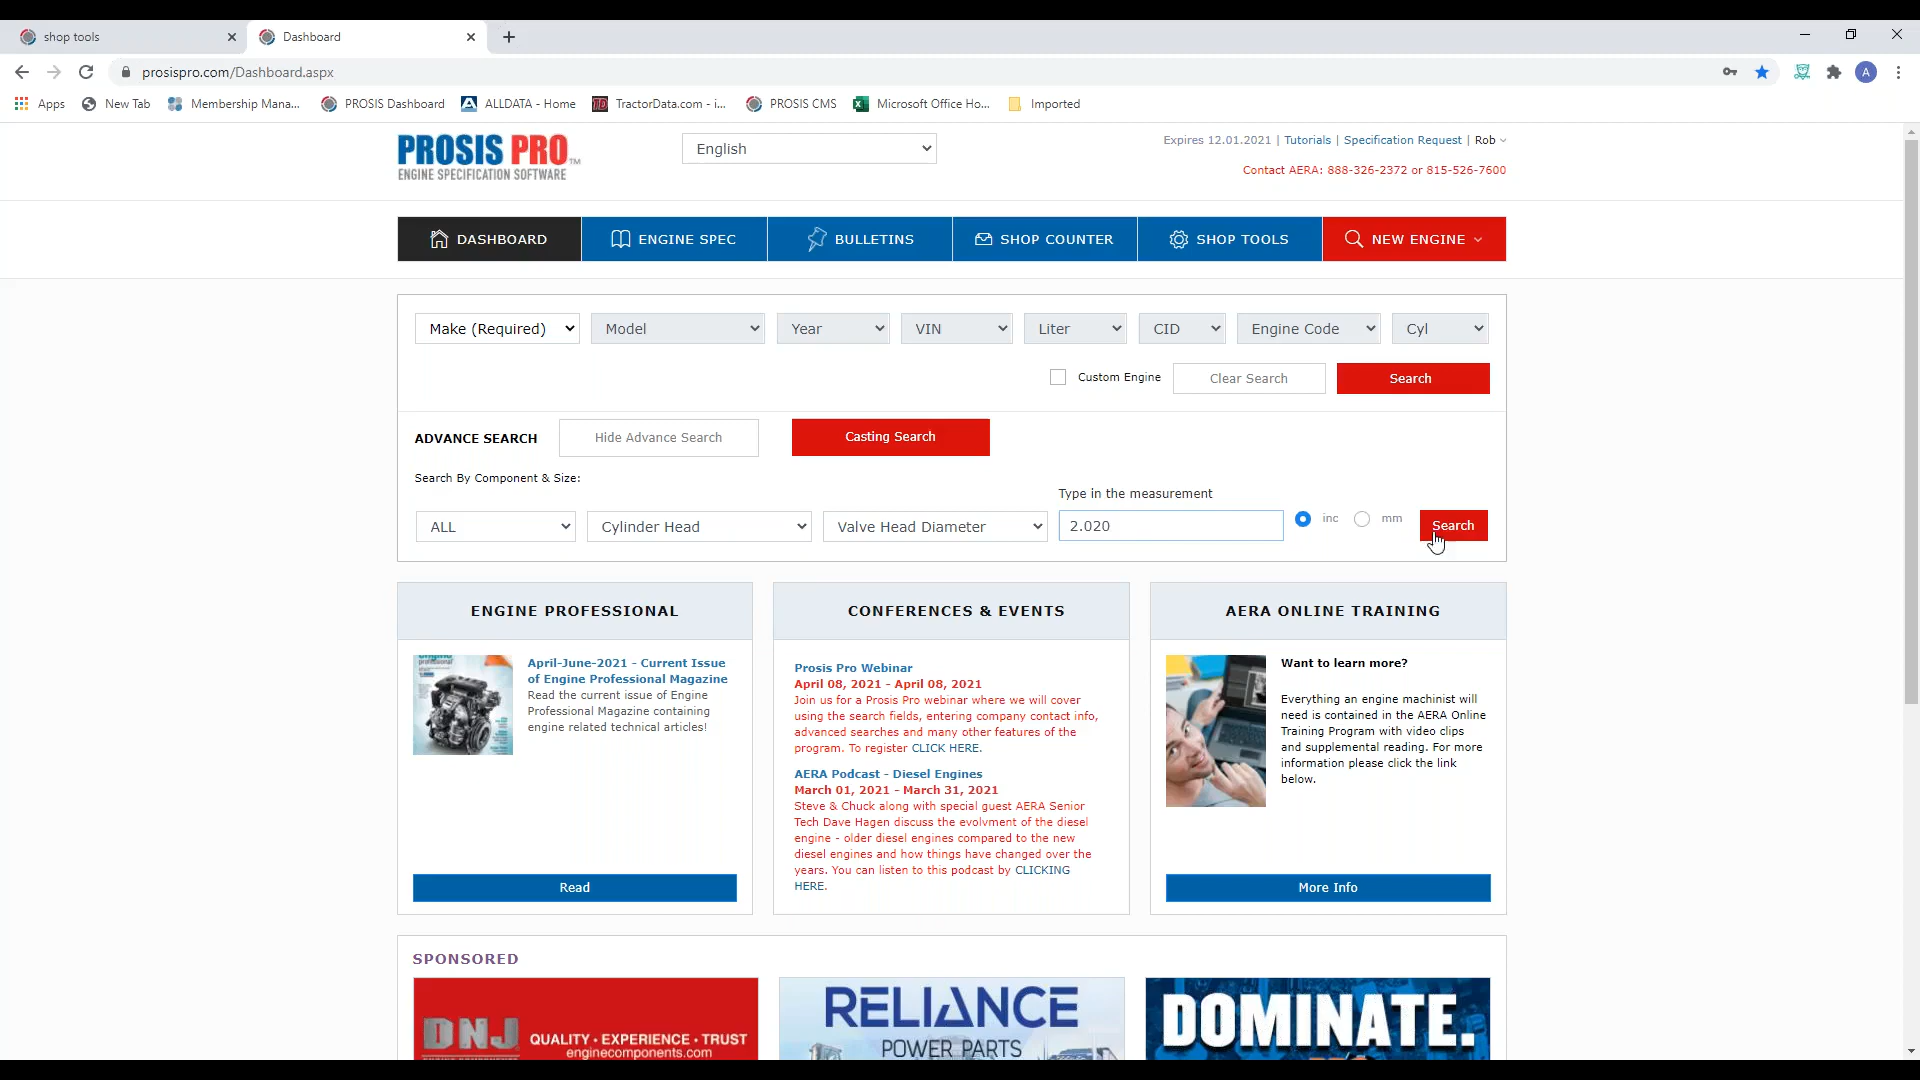 shop tools
Dashboard
prosispro.com/Dashboard.aspx
A
Apps
New Tab
Membership Mana...
PROSIS Dashboard
ALLDATA - Home
TractorData.com - i...
PROSIS CMS
Microsoft Office Ho...
Imported
PROSIS PRO™
ENGINE SPECIFICATION SOFTWARE
English
Expires 12.01.2021 | Tutorials | Specification Request | Rob
Contact AERA: 888-326-2372 or 815-526-7600
DASHBOARD
ENGINE SPEC
BULLETINS
SHOP COUNTER
SHOP TOOLS
NEW ENGINE
Make (Required)
Model
Year
VIN
Liter
CID
Engine Code
Cyl
Custom Engine
Clear Search
Search
ADVANCE SEARCH
Hide Advance Search
Casting Search
Search By Component & Size:
Type in the measurement
ALL
Cylinder Head
Valve Head Diameter
2.020
inc
mm
Search
ENGINE PROFESSIONAL
April-June-2021 - Current Issue
of Engine Professional Magazine
Read the current issue of Engine
Professional Magazine containing
engine related technical articles!
Read
CONFERENCES & EVENTS
Prosis Pro Webinar
April 08, 2021 - April 08, 2021
Join us for a Prosis Pro webinar where we will cover
using the search fields, entering company contact info,
advanced searches and many other features of the
program. To register CLICK HERE.
AERA Podcast - Diesel Engines
March 01, 2021 - March 31, 2021
Steve & Chuck along with special guest AERA Senior
Tech Dave Hagen discuss the evolvment of the diesel
engine - older diesel engines compared to the new
diesel engines and how things have changed over the
years. You can listen to this podcast by CLICKING
HERE.
AERA ONLINE TRAINING
Want to learn more?
Everything an engine machinist will
need is contained in the AERA Online
Training Program with video clips
and supplemental reading. For more
information please click the link
below.
More Info
SPONSORED
DNJ
QUALITY · EXPERIENCE · TRUST
enginecomponents.com
RELIANCE
POWER PARTS
DOMINATE.